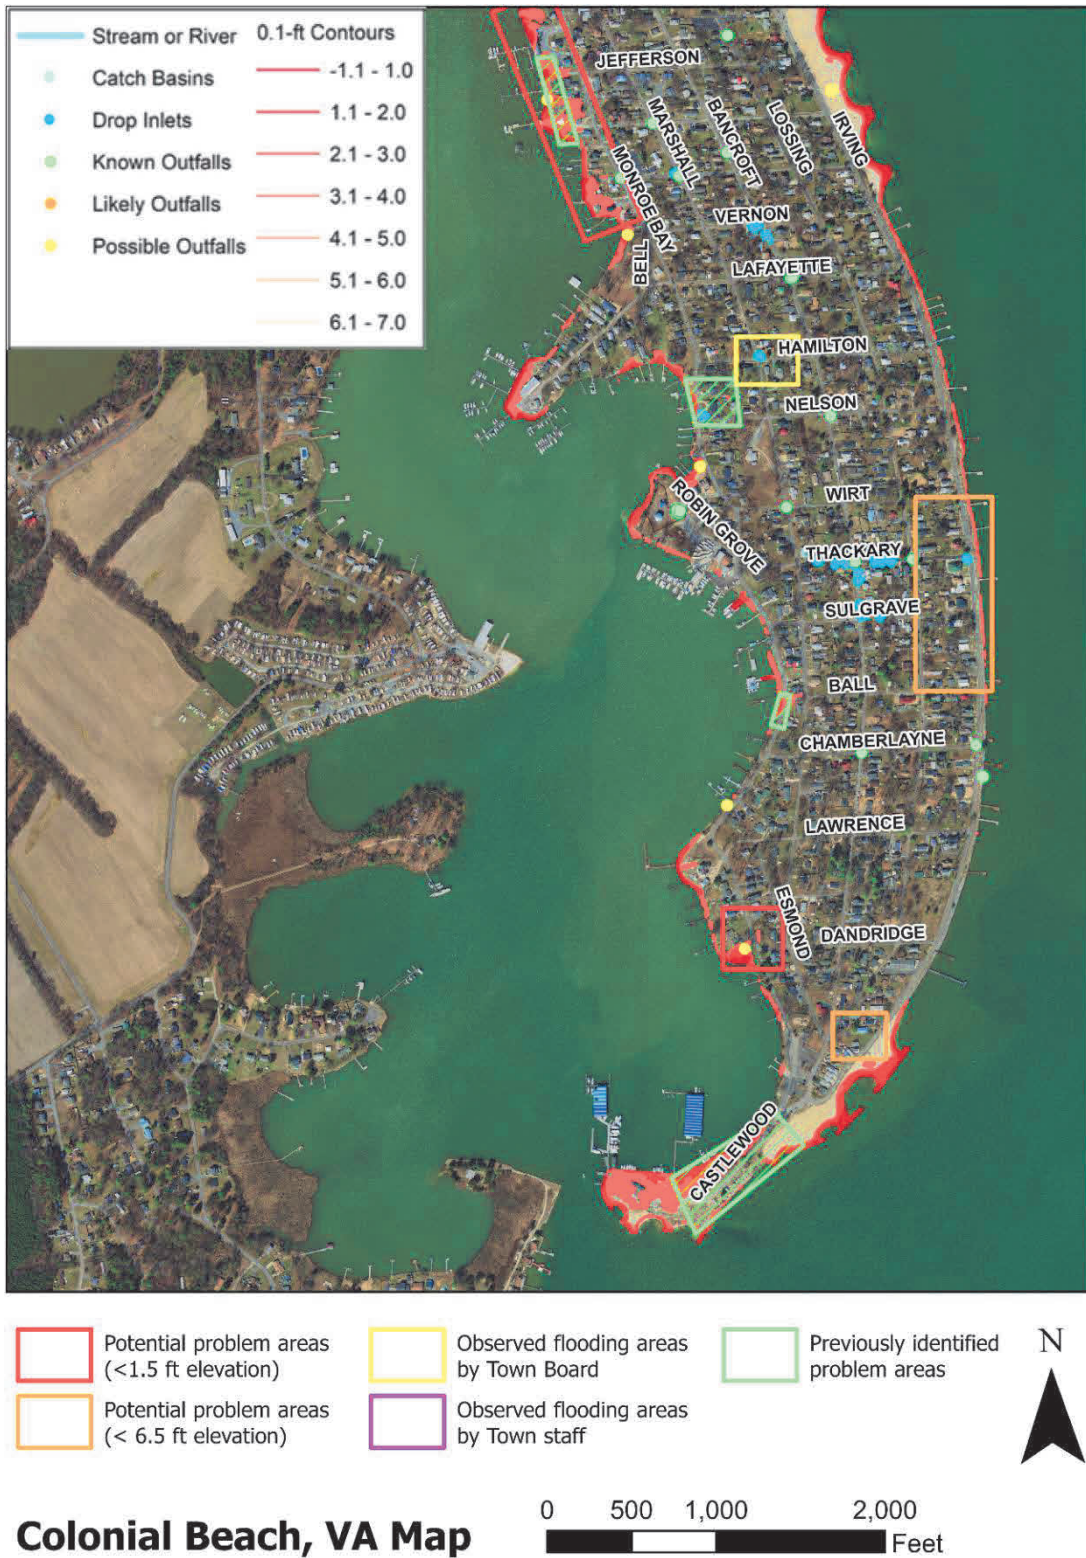 Stream or River
Catch Basins
Drop Inlets
Known Outfalls
Likely Outfalls
Possible Outfalls
0.1-ft Contours
-1.1 - 1.0
1.1 - 2.0
2.1 - 3.0
3.1 - 4.0
4.1 - 5.0
5.1 - 6.0
6.1 - 7.0
JEFFERSON
MARSHALL
BANCROFT
LOSSING
IRVING
MONROE BAY
VERNON
BELL
LAFAYETTE
HAMILTON
NELSON
ROBIN GROVE
WIRT
THACKARY
SULGRAVE
BALL
CHAMBERLAYNE
LAWRENCE
ESMOND
DANDRIDGE
CASTLEWOOD
Potential problem areas
(<1.5 ft elevation)
Potential problem areas
(< 6.5 ft elevation)
Observed flooding areas
by Town Board
Observed flooding areas
by Town staff
Previously identified
problem areas
N
Colonial Beach, VA Map
0 500 1,000 2,000
Feet